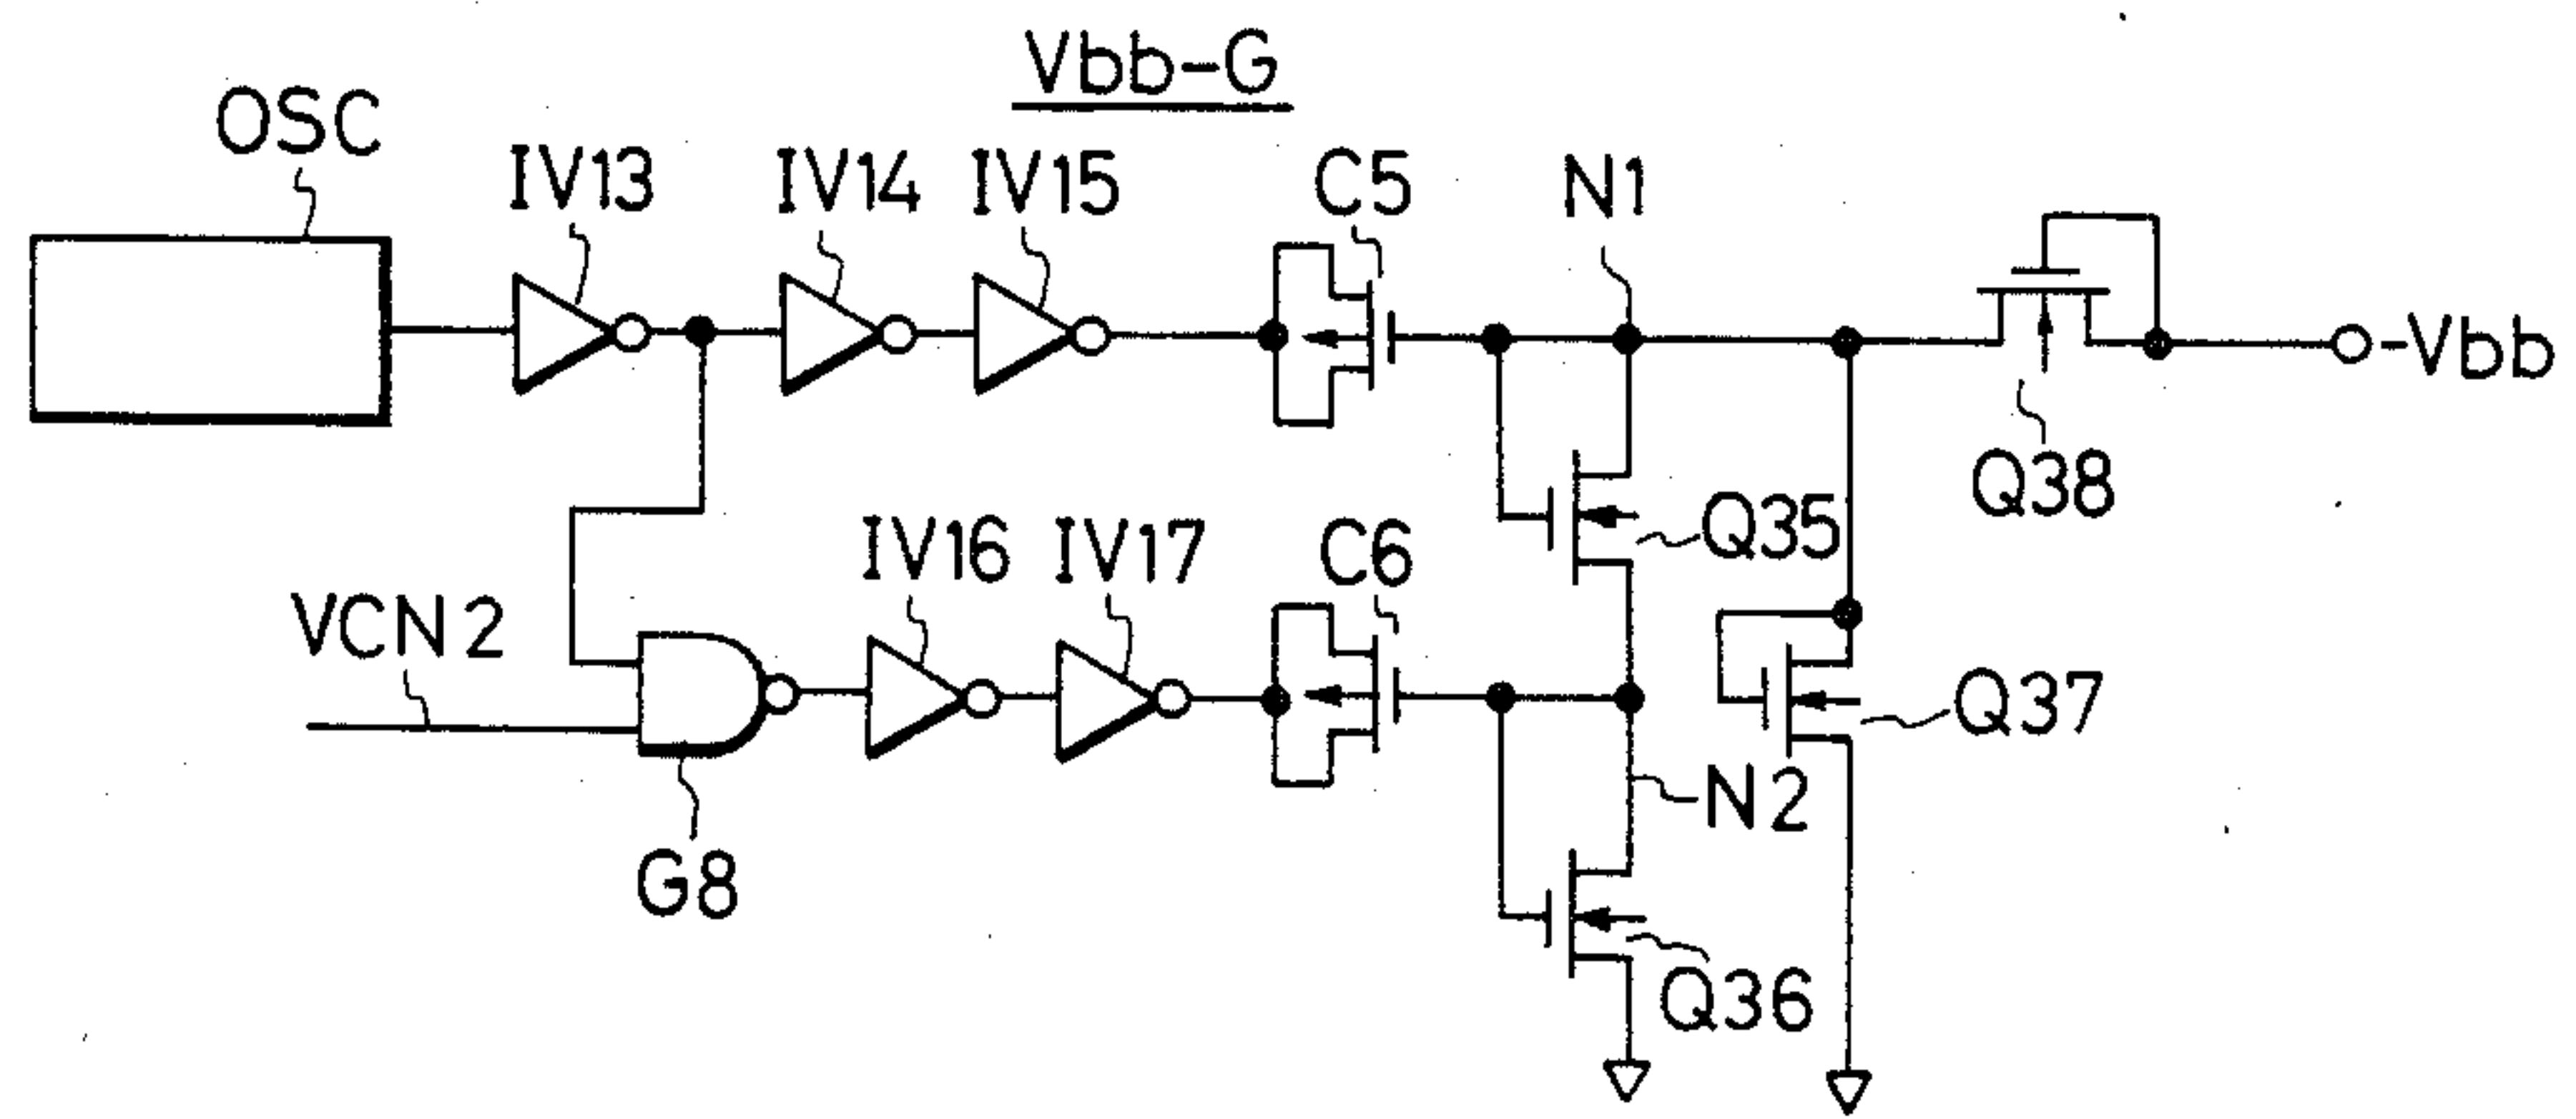 Vbb-G
OSC
IV13
IV14
IV15
C5
N1
-Vbb
Q38
Q35
IV16
IV17
C6
VCN2
Q37
N2
G8
Q36